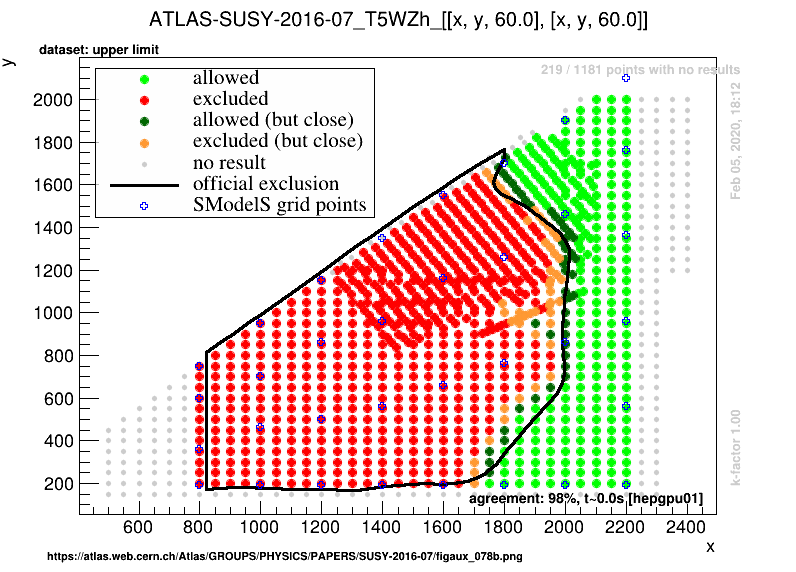 ATLAS-SUSY-2016-07_T5WZh_[[x, y, 60.0], [x, y, 60.0]]
dataset: upper limit
y
219 / 1181 points with no results
allowed
excluded
allowed (but close)
excluded (but close)
no result
official exclusion
SModelS grid points
Feb 05, 2020, 18:12
k-factor 1.00
2000
1800
1600
1400
1200
1000
800
600
400
200
agreement: 98%, t~0.0s [hepgpu01]
600 800 1000 1200 1400 1600 1800 2000 2200 2400
x
https://atlas.web.cern.ch/Atlas/GROUPS/PHYSICS/PAPERS/SUSY-2016-07/figaux_078b.png